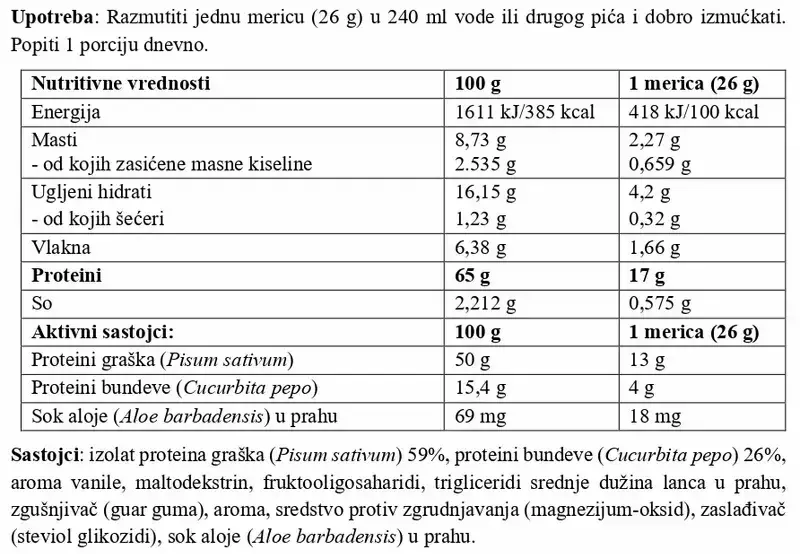 Upotreba: Razmutiti jednu mericu (26 g) u 240 ml vode ili drugog pića i dobro izmućkati.
Popiti 1 porciju dnevno.
Nutritivne vrednosti 100 g 1 merica (26 g)
Energija 1611 kJ/385 kcal 418 kJ/100 kcal
Masti 8,73 g 2,27 g
- od kojih zasićene masne kiseline 2.535 g 0,659 g
Ugljeni hidrati 16,15 g 4,2 g
- od kojih šećeri 1,23 g 0,32 g
Vlakna 6,38 g 1,66 g
Proteini 65 g 17 g
So 2,212 g 0,575 g
Aktivni sastojci: 100 g 1 merica (26 g)
Proteini graška (Pisum sativum) 50 g 13 g
Proteini bundeve (Cucurbita pepo) 15,4 g 4 g
Sok aloje (Aloe barbadensis) u prahu 69 mg 18 mg
Sastojci: izolat proteina graška (Pisum sativum) 59%, proteini bundeve (Cucurbita pepo) 26%,
aroma vanile, maltodekstrin, fruktooligosaharidi, trigliceridi srednje dužina lanca u prahu,
zgušnjivač (guar guma), aroma, sredstvo protiv zgrudnjavanja (magnezijum-oksid), zaslađivač
(steviol glikozidi), sok aloje (Aloe barbadensis) u prahu.